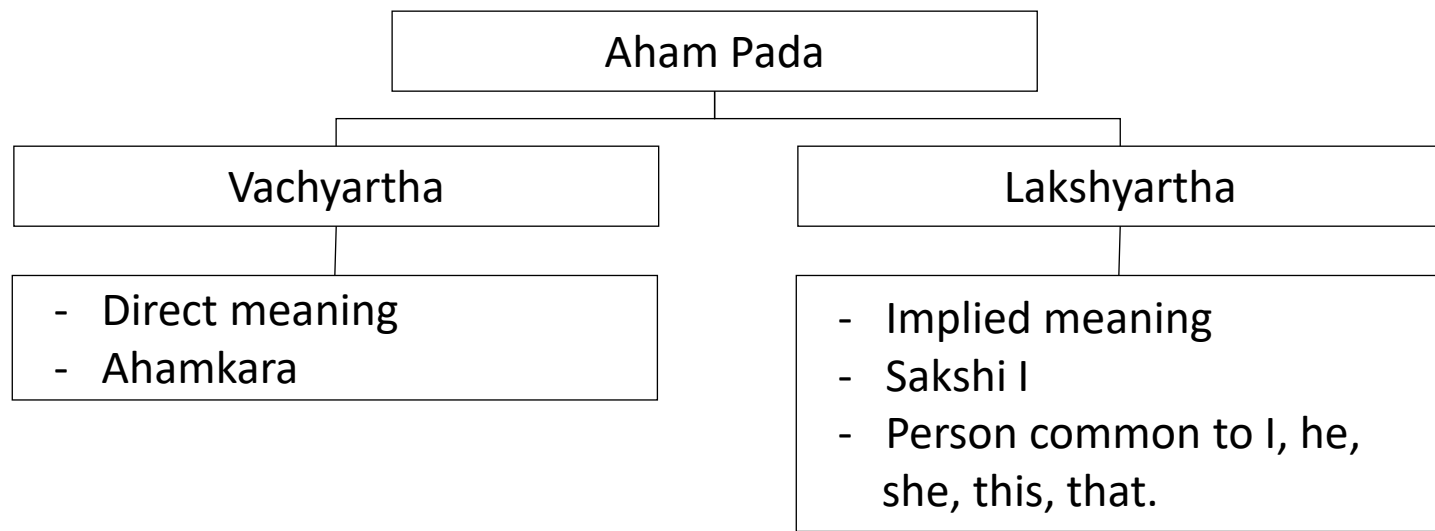 Aham Pada
Vachyartha
Lakshyartha
- Direct meaning
- Ahamkara
- Implied meaning
- Sakshi I
- Person common to I, he,
she, this, that.